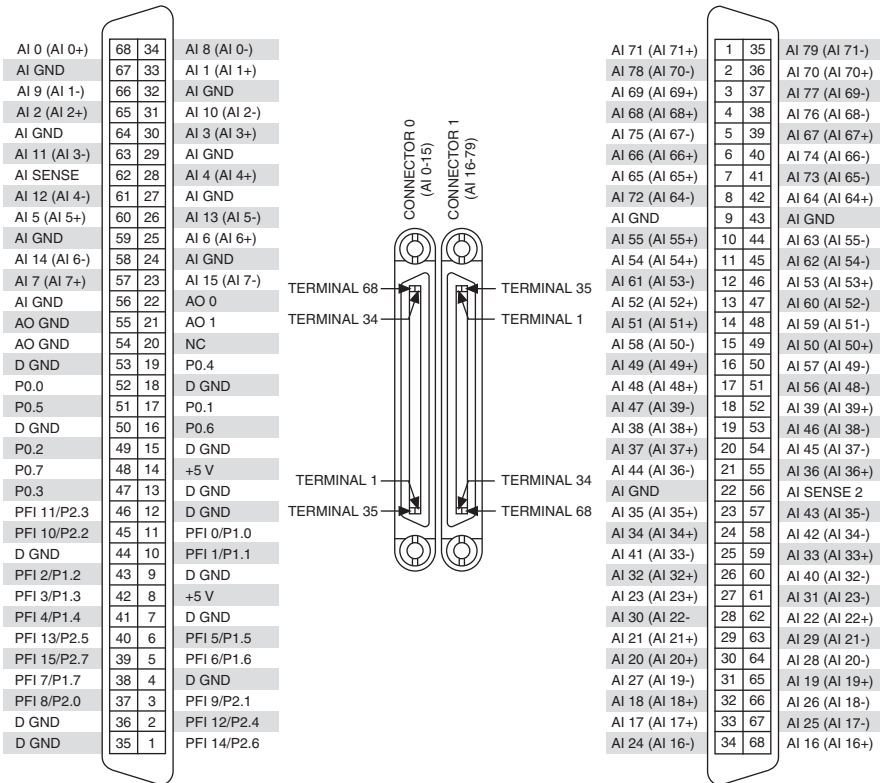 AI 0 (AI 0+) 68 34 AI 8 (AI 0-)
AI GND 67 33 AI 1 (AI 1+)
AI 9 (AI 1-) 66 32 AI GND
AI 2 (AI 2+) 65 31 AI 10 (AI 2-)
AI GND 64 30 AI 3 (AI 3+)
AI 11 (AI 3-) 63 29 AI GND
AI SENSE 62 28 AI 4 (AI 4+)
AI 12 (AI 4-) 61 27 AI GND
AI 5 (AI 5+) 60 26 AI 13 (AI 5-)
AI GND 59 25 AI 6 (AI 6+)
AI 14 (AI 6-) 58 24 AI GND
AI 7 (AI 7+) 57 23 AI 15 (AI 7-)
AI GND 56 22 AO 0
AO GND 55 21 AO 1
AO GND 54 20 NC
D GND 53 19 P0.4
P0.0 52 18 D GND
P0.5 51 17 P0.1
D GND 50 16 P0.6
P0.2 49 15 D GND
P0.7 48 14 +5 V
P0.3 47 13 D GND
PFI 11/P2.3 46 12 D GND
PFI 10/P2.2 45 11 PFI 0/P1.0
D GND 44 10 PFI 1/P1.1
PFI 2/P1.2 43 9 D GND
PFI 3/P1.3 42 8 +5 V
PFI 4/P1.4 41 7 D GND
PFI 13/P2.5 40 6 PFI 5/P1.5
PFI 15/P2.7 39 5 PFI 6/P1.6
PFI 7/P1.7 38 4 D GND
PFI 8/P2.0 37 3 PFI 9/P2.1
D GND 36 2 PFI 12/P2.4
D GND 35 1 PFI 14/P2.6
CONNECTOR 0
(AI 0-15)
CONNECTOR 1
(AI 16-79)
TERMINAL 68
TERMINAL 34
TERMINAL 35
TERMINAL 1
TERMINAL 1
TERMINAL 35
TERMINAL 34
TERMINAL 68
AI 71 (AI 71+) 1 35 AI 79 (AI 71-)
AI 78 (AI 70-) 2 36 AI 70 (AI 70+)
AI 69 (AI 69+) 3 37 AI 77 (AI 69-)
AI 68 (AI 68+) 4 38 AI 76 (AI 68-)
AI 75 (AI 67-) 5 39 AI 67 (AI 67+)
AI 66 (AI 66+) 6 40 AI 74 (AI 66-)
AI 65 (AI 65+) 7 41 AI 73 (AI 65-)
AI 72 (AI 64-) 8 42 AI 64 (AI 64+)
AI GND 9 43 AI GND
AI 55 (AI 55+) 10 44 AI 63 (AI 55-)
AI 54 (AI 54+) 11 45 AI 62 (AI 54-)
AI 61 (AI 53-) 12 46 AI 53 (AI 53+)
AI 52 (AI 52+) 13 47 AI 60 (AI 52-)
AI 51 (AI 51+) 14 48 AI 59 (AI 51-)
AI 58 (AI 50-) 15 49 AI 50 (AI 50+)
AI 49 (AI 49+) 16 50 AI 57 (AI 49-)
AI 48 (AI 48+) 17 51 AI 56 (AI 48-)
AI 47 (AI 39-) 18 52 AI 39 (AI 39+)
AI 38 (AI 38+) 19 53 AI 46 (AI 38-)
AI 37 (AI 37+) 20 54 AI 45 (AI 37-)
AI 44 (AI 36-) 21 55 AI 36 (AI 36+)
AI GND 22 56 AI SENSE 2
AI 35 (AI 35+) 23 57 AI 43 (AI 35-)
AI 34 (AI 34+) 24 58 AI 42 (AI 34-)
AI 41 (AI 33-) 25 59 AI 33 (AI 33+)
AI 32 (AI 32+) 26 60 AI 40 (AI 32-)
AI 23 (AI 23+) 27 61 AI 31 (AI 23-)
AI 30 (AI 22- 28 62 AI 22 (AI 22+)
AI 21 (AI 21+) 29 63 AI 29 (AI 21-)
AI 20 (AI 20+) 30 64 AI 28 (AI 20-)
AI 27 (AI 19-) 31 65 AI 19 (AI 19+)
AI 18 (AI 18+) 32 66 AI 26 (AI 18-)
AI 17 (AI 17+) 33 67 AI 25 (AI 17-)
AI 24 (AI 16-) 34 68 AI 16 (AI 16+)